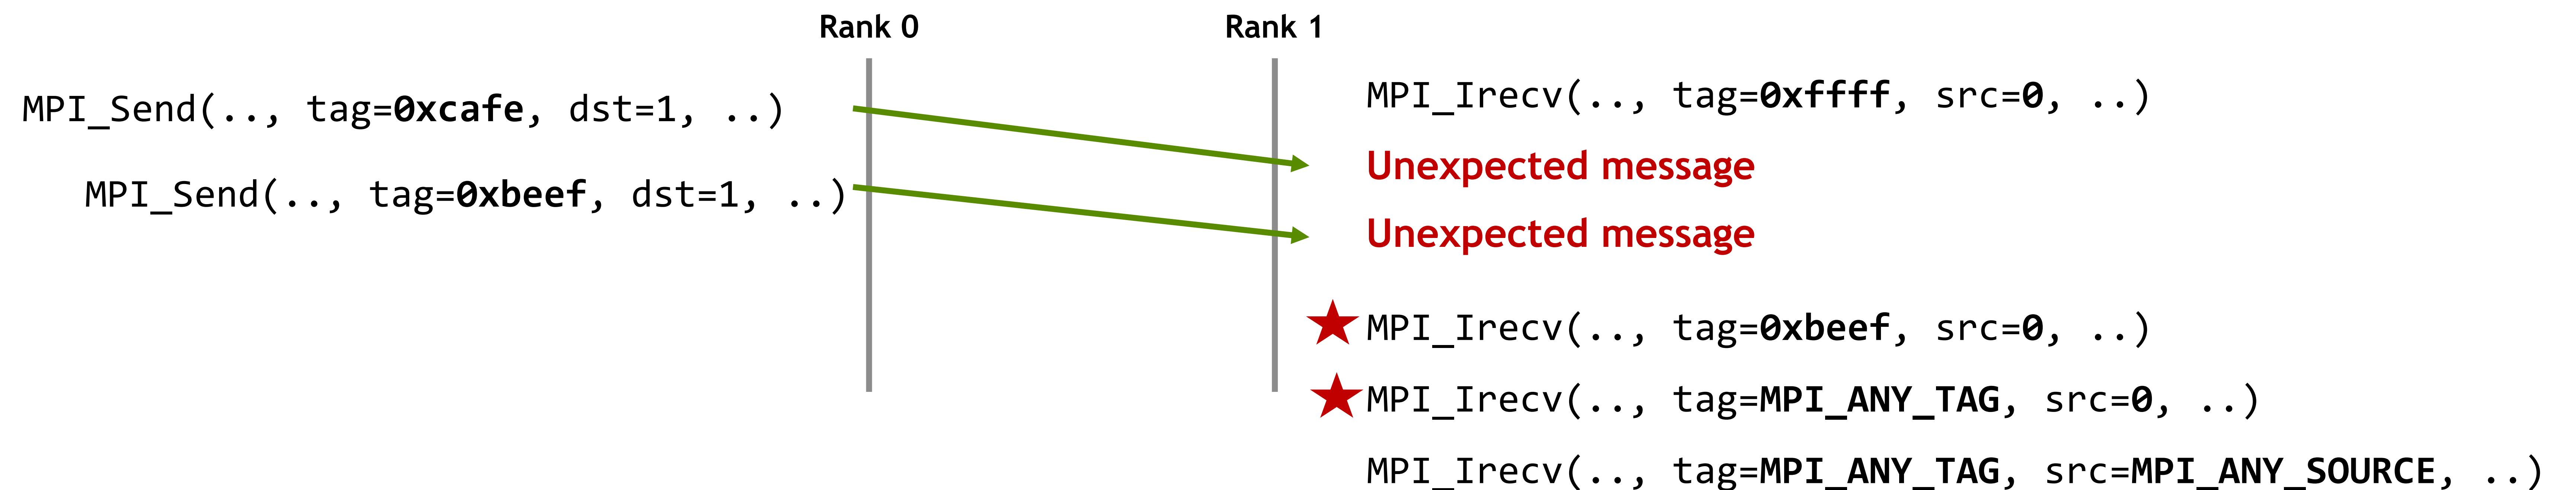 Rank 0
Rank 1
MPI_Send(.., tag=0xcafe, dst=1, ..)
MPI_Send(.., tag=0xbeef, dst=1, ..)
MPI_Irecv(.., tag=0xffff, src=0, ..)
Unexpected message
Unexpected message
MPI_Irecv(.., tag=0xbeef, src=0, ..)
MPI_Irecv(.., tag=MPI_ANY_TAG, src=0, ..)
MPI_Irecv(.., tag=MPI_ANY_TAG, src=MPI_ANY_SOURCE, ..)